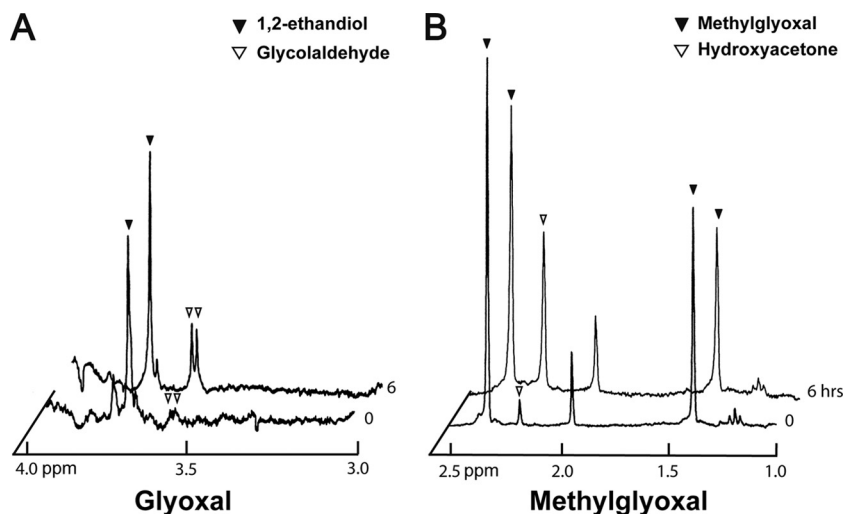 A
▼ 1,2-ethandiol
▽ Glycolaldehyde
6
0
4.0 ppm 3.5 3.0
Glyoxal
B
▼ Methylglyoxal
▽ Hydroxyacetone
6 hrs
0
2.5 ppm 2.0 1.5 1.0
Methylglyoxal